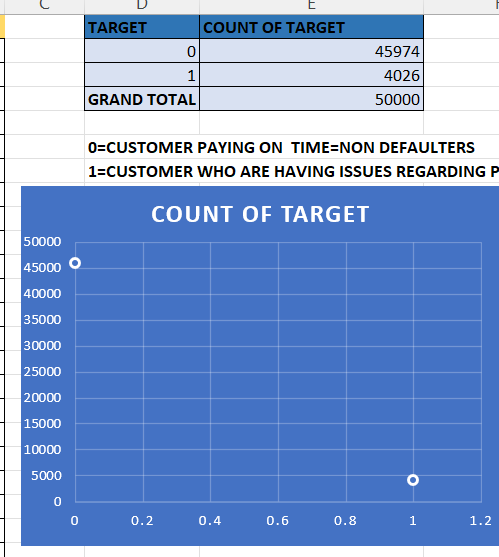 C D E
TARGET COUNT OF TARGET
0 45974
1 4026
GRAND TOTAL 50000
0=CUSTOMER PAYING ON TIME=NON DEFAULTERS
1=CUSTOMER WHO ARE HAVING ISSUES REGARDING P
COUNT OF TARGET
50000
45000
40000
35000
30000
25000
20000
15000
10000
5000
0
0 0.2 0.4 0.6 0.8 1 1.2